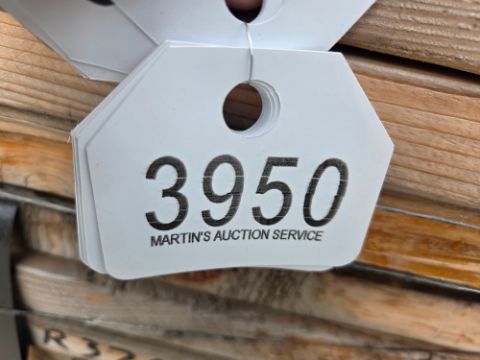 3950
MARTIN'S AUCTION SERVICE